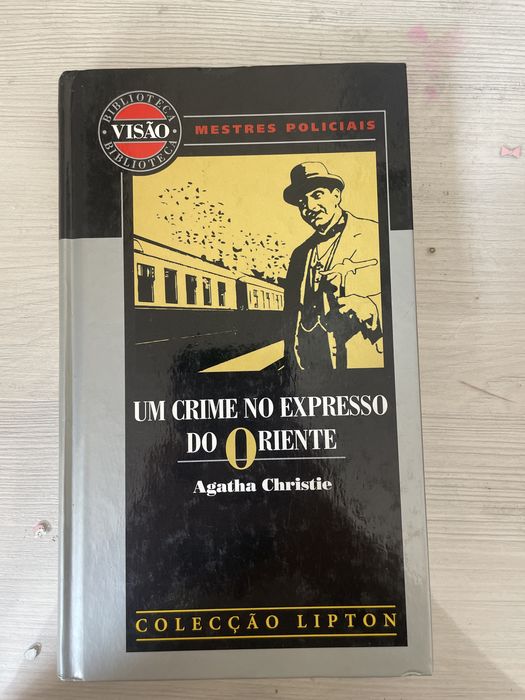 BIBLIOTECA
VISÃO
BIBLIOTECA
MESTRES POLICIAIS
UM CRIME NO EXPRESSO
DO ORIENTE
Agatha Christie
COLECÇÃO LIPTON